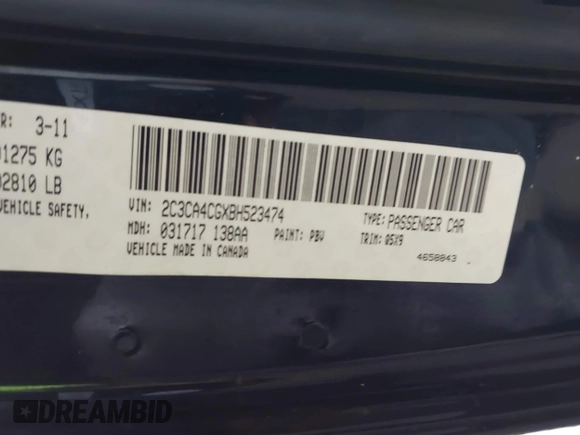 R: 3-11
01275 KG
02810 LB
VEHICLE SAFETY,
VIN: 2C3CA4CGXBH523474
TYPE: PASSENGER CAR
MDH: 031717 138AA
PAINT: PBV
TRIM: Q5X9
VEHICLE MADE IN CANADA
4658843
DREAMBID